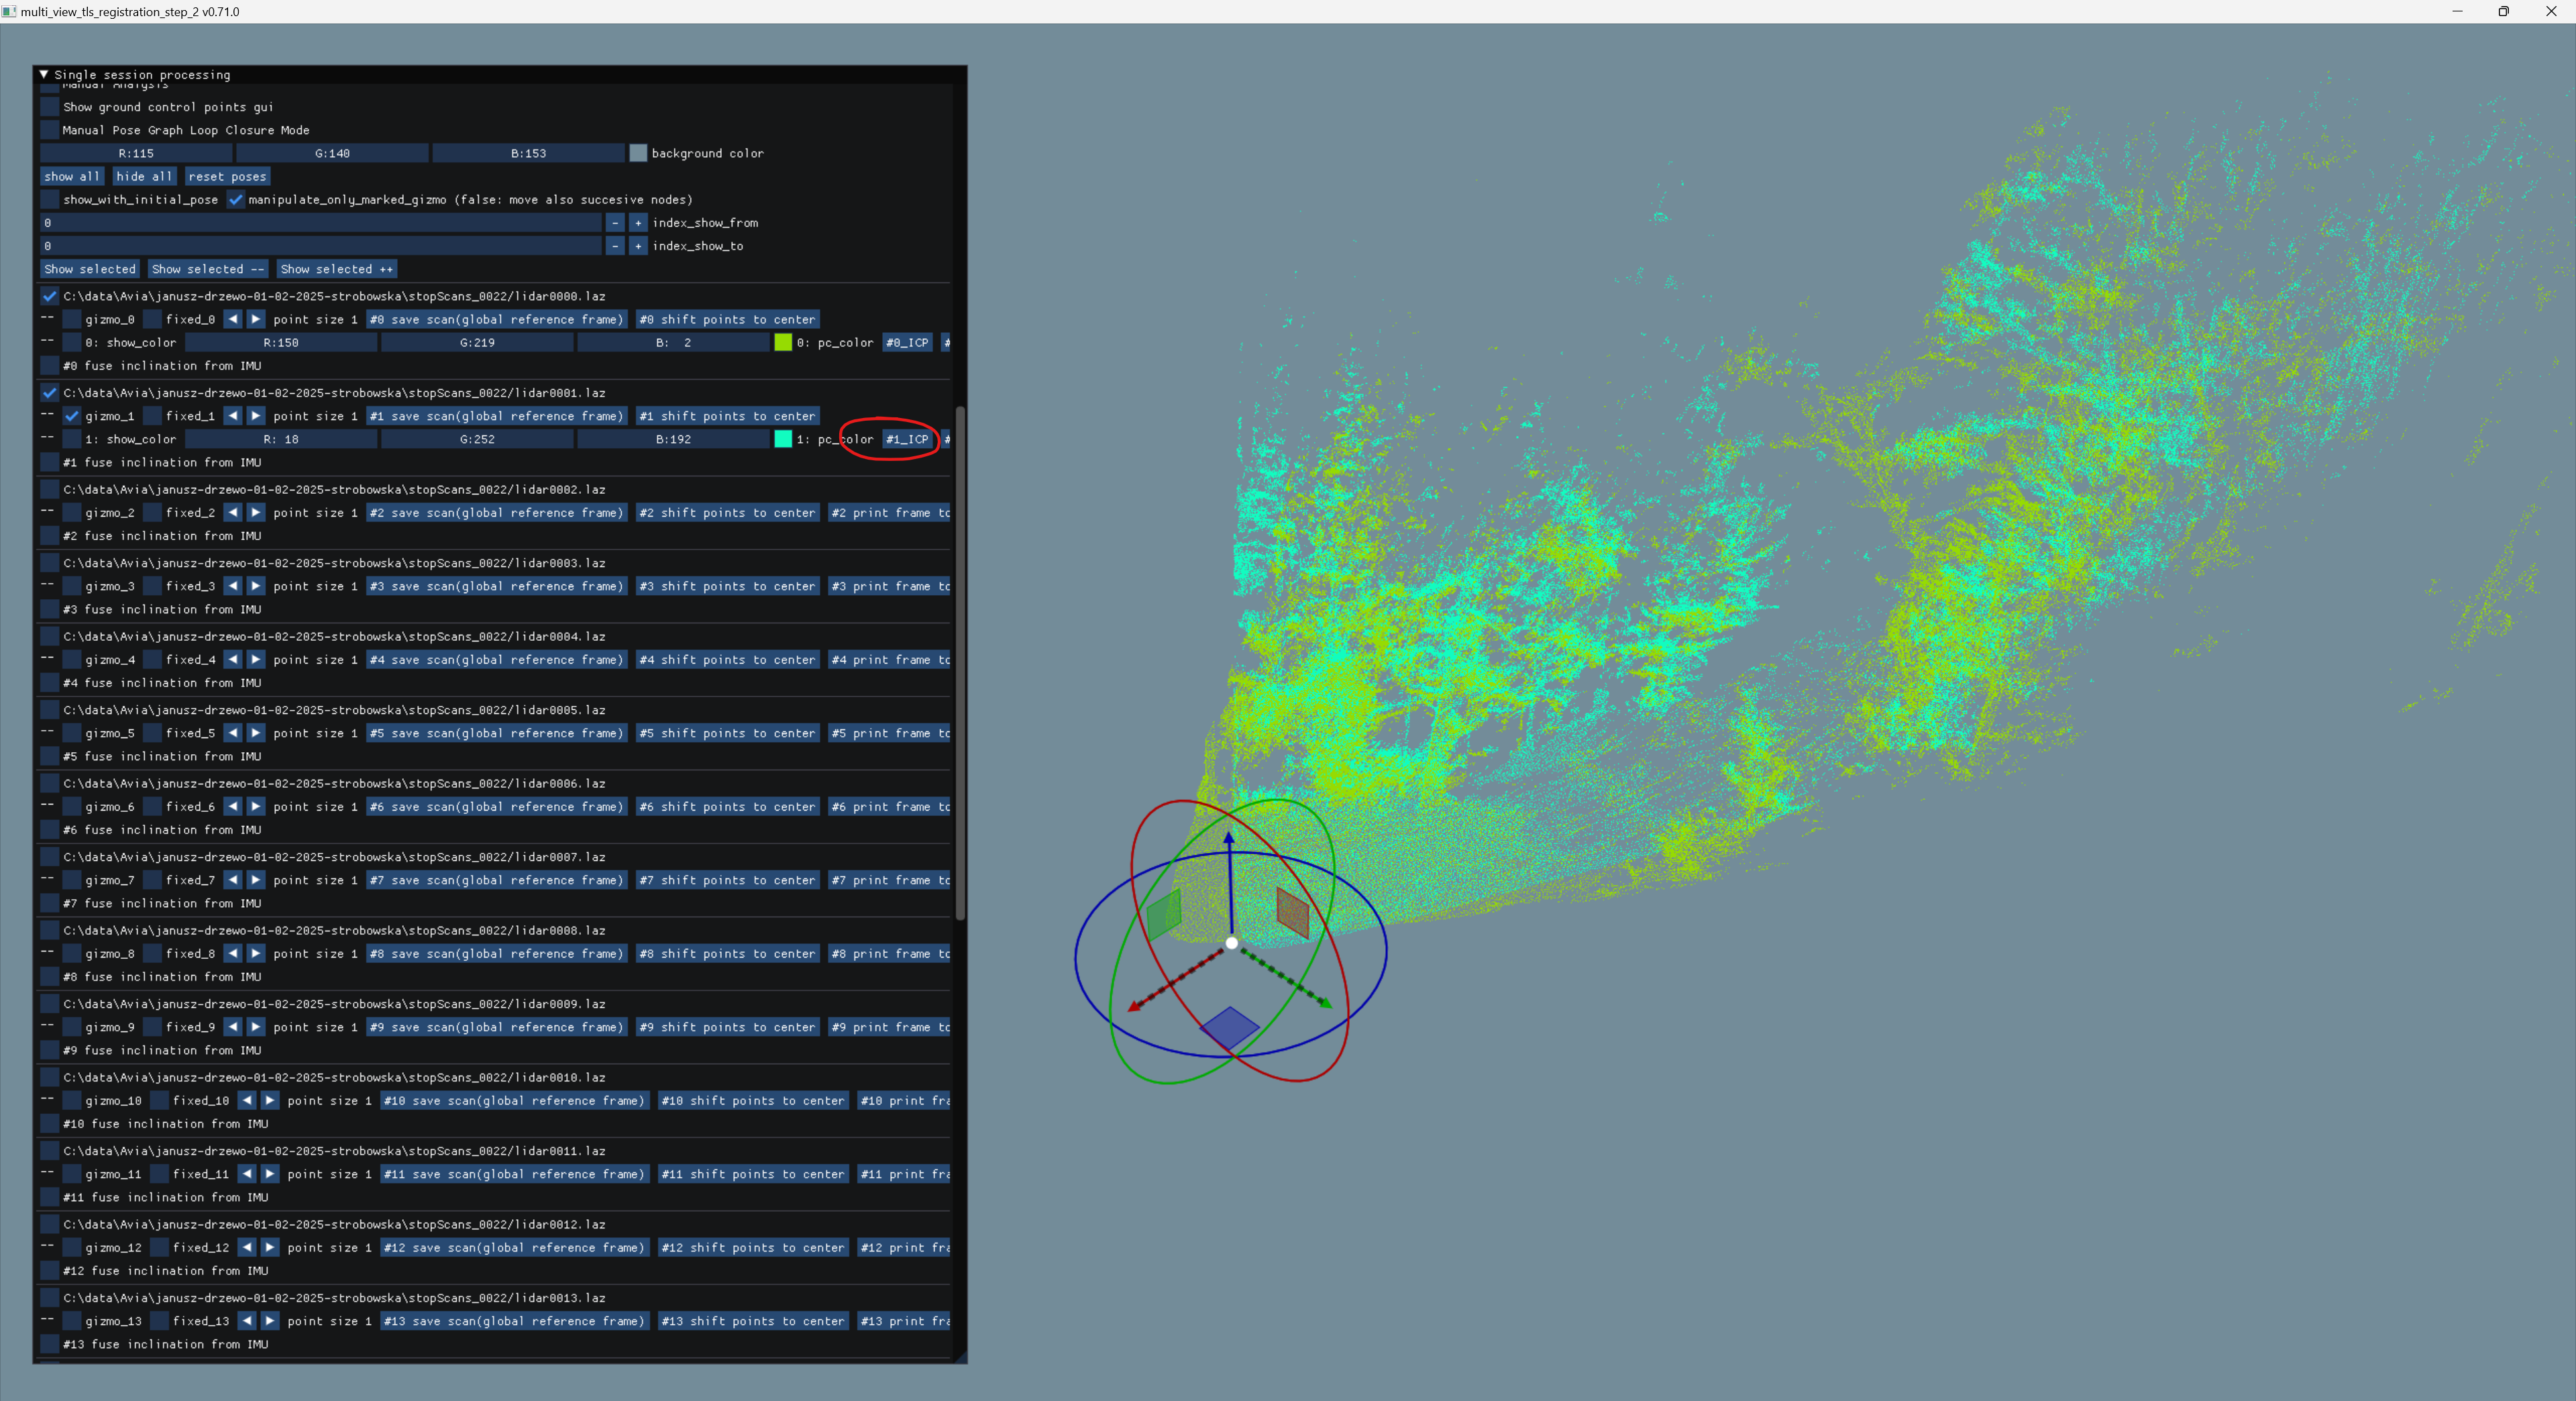 multi_view_tls_registration_step_2 v0.71.0
Single session processing
Manual Analysis
Show ground control points gui
Manual Pose Graph Loop Closure Mode
R:115 G:140 B:153 background color
show all hide all reset poses
show_with_initial_pose manipulate_only_marked_gizmo (false: move also succesive nodes)
0 - + index_show_from
0 - + index_show_to
Show selected Show selected -- Show selected ++
C:\data\Avia\janusz-drzewo-01-02-2025-strobowska\stopScans_0022/lidar0000.laz
-- gizmo_0 fixed_0 point size 1 #0 save scan(global reference frame) #0 shift points to center
-- 0: show_color R:150 G:219 B: 2 0: pc_color #0_ICP #
#0 fuse inclination from IMU
C:\data\Avia\janusz-drzewo-01-02-2025-strobowska\stopScans_0022/lidar0001.laz
-- gizmo_1 fixed_1 point size 1 #1 save scan(global reference frame) #1 shift points to center
-- 1: show_color R: 18 G:252 B:192 1: pc_color #1_ICP #
#1 fuse inclination from IMU
C:\data\Avia\janusz-drzewo-01-02-2025-strobowska\stopScans_0022/lidar0002.laz
-- gizmo_2 fixed_2 point size 1 #2 save scan(global reference frame) #2 shift points to center #2 print frame to
#2 fuse inclination from IMU
C:\data\Avia\janusz-drzewo-01-02-2025-strobowska\stopScans_0022/lidar0003.laz
-- gizmo_3 fixed_3 point size 1 #3 save scan(global reference frame) #3 shift points to center #3 print frame to
#3 fuse inclination from IMU
C:\data\Avia\janusz-drzewo-01-02-2025-strobowska\stopScans_0022/lidar0004.laz
-- gizmo_4 fixed_4 point size 1 #4 save scan(global reference frame) #4 shift points to center #4 print frame to
#4 fuse inclination from IMU
C:\data\Avia\janusz-drzewo-01-02-2025-strobowska\stopScans_0022/lidar0005.laz
-- gizmo_5 fixed_5 point size 1 #5 save scan(global reference frame) #5 shift points to center #5 print frame to
#5 fuse inclination from IMU
C:\data\Avia\janusz-drzewo-01-02-2025-strobowska\stopScans_0022/lidar0006.laz
-- gizmo_6 fixed_6 point size 1 #6 save scan(global reference frame) #6 shift points to center #6 print frame to
#6 fuse inclination from IMU
C:\data\Avia\janusz-drzewo-01-02-2025-strobowska\stopScans_0022/lidar0007.laz
-- gizmo_7 fixed_7 point size 1 #7 save scan(global reference frame) #7 shift points to center #7 print frame to
#7 fuse inclination from IMU
C:\data\Avia\janusz-drzewo-01-02-2025-strobowska\stopScans_0022/lidar0008.laz
-- gizmo_8 fixed_8 point size 1 #8 save scan(global reference frame) #8 shift points to center #8 print frame to
#8 fuse inclination from IMU
C:\data\Avia\janusz-drzewo-01-02-2025-strobowska\stopScans_0022/lidar0009.laz
-- gizmo_9 fixed_9 point size 1 #9 save scan(global reference frame) #9 shift points to center #9 print frame to
#9 fuse inclination from IMU
C:\data\Avia\janusz-drzewo-01-02-2025-strobowska\stopScans_0022/lidar0010.laz
-- gizmo_10 fixed_10 point size 1 #10 save scan(global reference frame) #10 shift points to center #10 print fra
#10 fuse inclination from IMU
C:\data\Avia\janusz-drzewo-01-02-2025-strobowska\stopScans_0022/lidar0011.laz
-- gizmo_11 fixed_11 point size 1 #11 save scan(global reference frame) #11 shift points to center #11 print fra
#11 fuse inclination from IMU
C:\data\Avia\janusz-drzewo-01-02-2025-strobowska\stopScans_0022/lidar0012.laz
-- gizmo_12 fixed_12 point size 1 #12 save scan(global reference frame) #12 shift points to center #12 print fra
#12 fuse inclination from IMU
C:\data\Avia\janusz-drzewo-01-02-2025-strobowska\stopScans_0022/lidar0013.laz
-- gizmo_13 fixed_13 point size 1 #13 save scan(global reference frame) #13 shift points to center #13 print fra
#13 fuse inclination from IMU